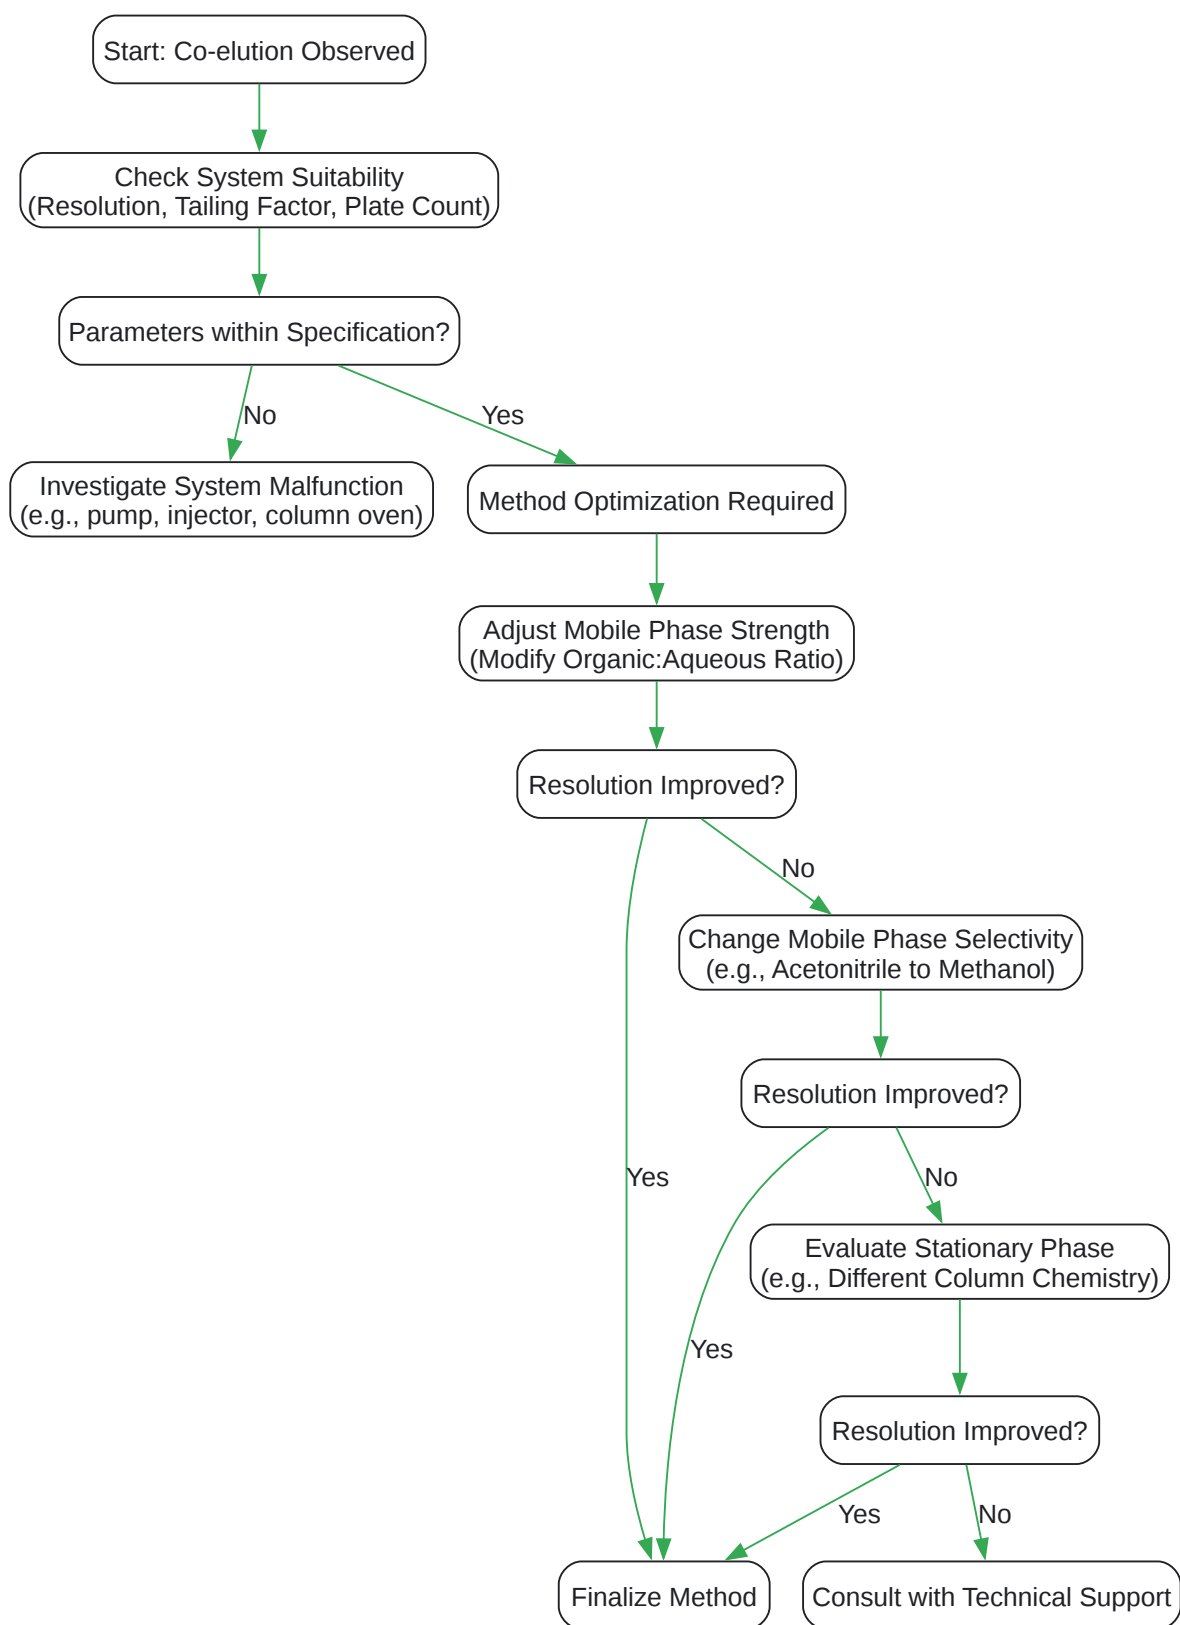 Start: Co-elution Observed
Check System Suitability
(Resolution, Tailing Factor, Plate Count)
Parameters within Specification?
No
Yes
Investigate System Malfunction
(e.g., pump, injector, column oven)
Method Optimization Required
Adjust Mobile Phase Strength
(Modify Organic:Aqueous Ratio)
Resolution Improved?
No
Change Mobile Phase Selectivity
(e.g., Acetonitrile to Methanol)
Resolution Improved?
Yes
No
Evaluate Stationary Phase
(e.g., Different Column Chemistry)
Yes
Resolution Improved?
Yes
No
Finalize Method
Consult with Technical Support